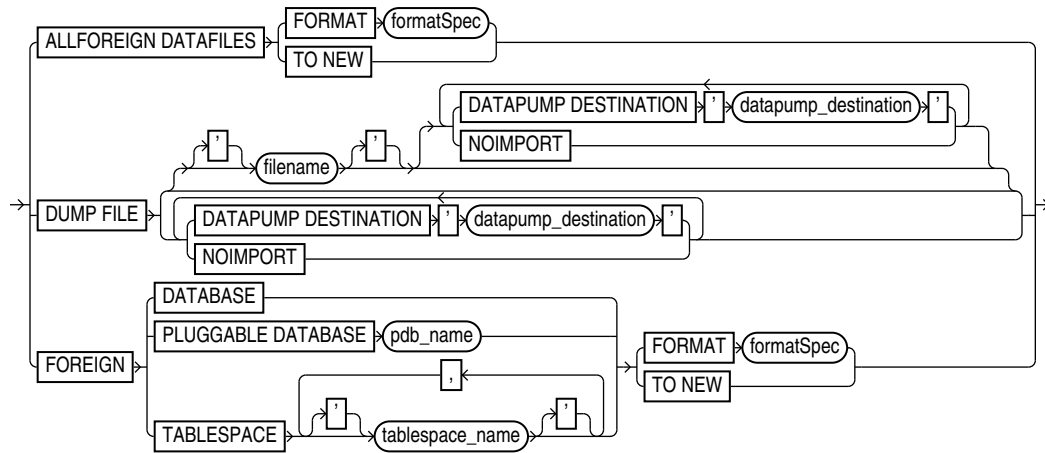 FORMAT formatSpec
ALLFOREIGN DATAFILES
TO NEW
DATAPUMP DESTINATION ' datapump_destination '
' '
NOIMPORT
filename
DUMP FILE
DATAPUMP DESTINATION ' datapump_destination '
NOIMPORT
DATABASE
PLUGGABLE DATABASE pdb_name
FORMAT formatSpec
FOREIGN
,
TO NEW
' '
TABLESPACE tablespace_name